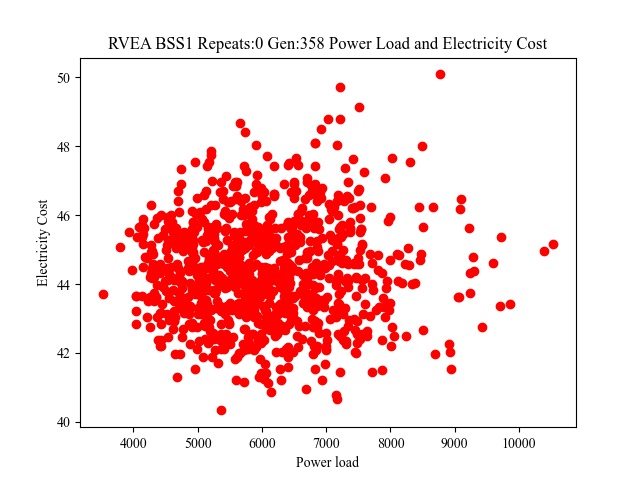 RVEA BSS1 Repeats:0 Gen:358 Power Load and Electricity Cost
50
48
46
44
42
40
Electricity Cost
4000 5000 6000 7000 8000 9000 10000
Power load